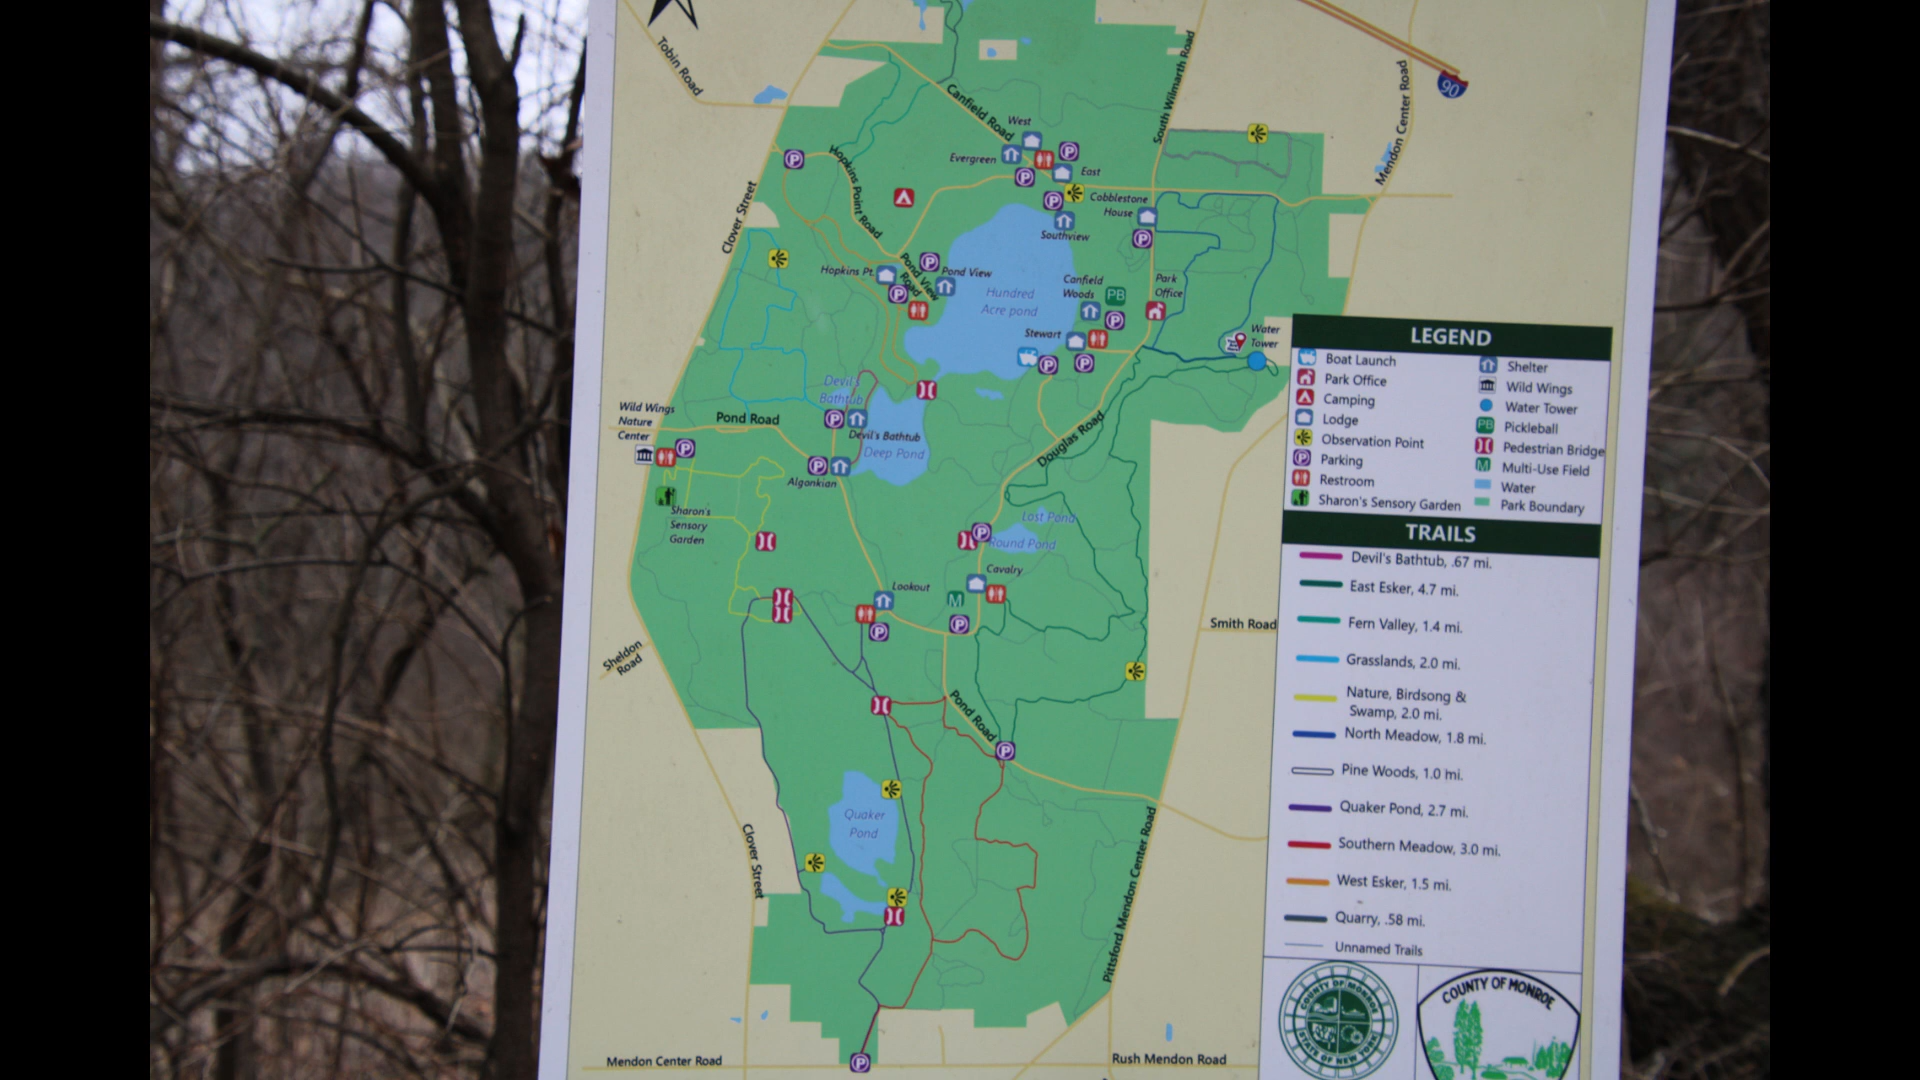 Tobin Road
Canfield Road
South Wilmarth Road
Mendon Center Road
90
West
Evergreen
East
Hopkins Point Road
Clover Street
Cobblestone
House
Southview
Hopkins Pt.
Pond View
Road
Pond View
Hundred
Acre pond
Canfield
Woods
PB
Park
Office
Stewart
Water
Tower
Devil's
Bathtub
Wild Wings
Nature
Center
Pond Road
Devil's Bathtub
Deep Pond
Algonkian
Douglas Road
Sharon's
Sensory
Garden
Lost Pond
Round Pond
Cavalry
Lookout
M
Sheldon
Road
Smith Road
Pond Road
Quaker
Pond
Clover Street
Pittsford Mendon Center Road
Mendon Center Road
Rush Mendon Road
LEGEND
Boat Launch
Park Office
Camping
Lodge
Observation Point
Parking
Restroom
Sharon's Sensory Garden
Shelter
Wild Wings
Water Tower
PB Pickleball
Pedestrian Bridge
M Multi-Use Field
Water
Park Boundary
TRAILS
Devil's Bathtub, .67 mi.
East Esker, 4.7 mi.
Fern Valley, 1.4 mi.
Grasslands, 2.0 mi.
Nature, Birdsong &
Swamp, 2.0 mi.
North Meadow, 1.8 mi.
Pine Woods, 1.0 mi.
Quaker Pond, 2.7 mi.
Southern Meadow, 3.0 mi.
West Esker, 1.5 mi.
Quarry, .58 mi.
Unnamed Trails
COUNTY OF MONROE
STATE OF NEW YORK
COUNTY OF MONROE